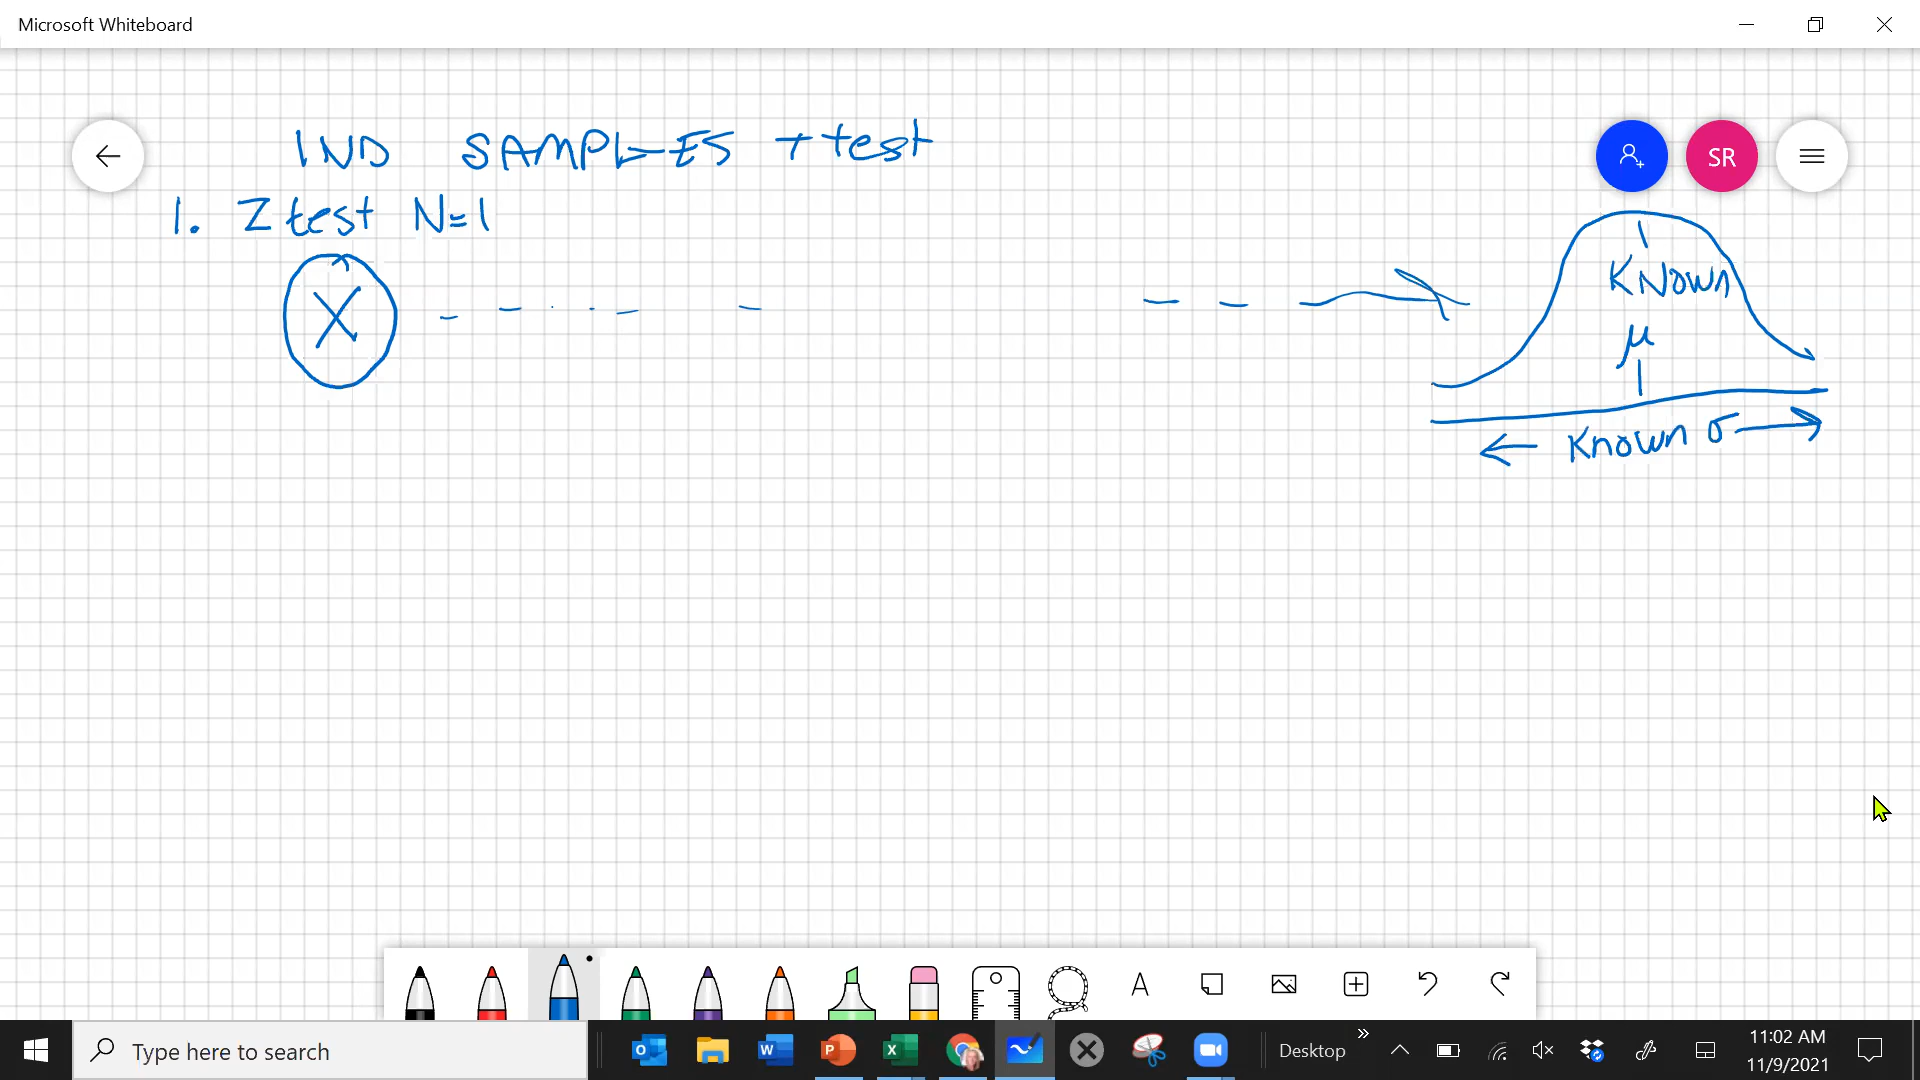 Microsoft Whiteboard
IND SAMPLES t test
SR
1. Z test N=1
X
KNOWN
μ
Known σ
A
Type here to search
Desktop
11:02 AM
11/9/2021